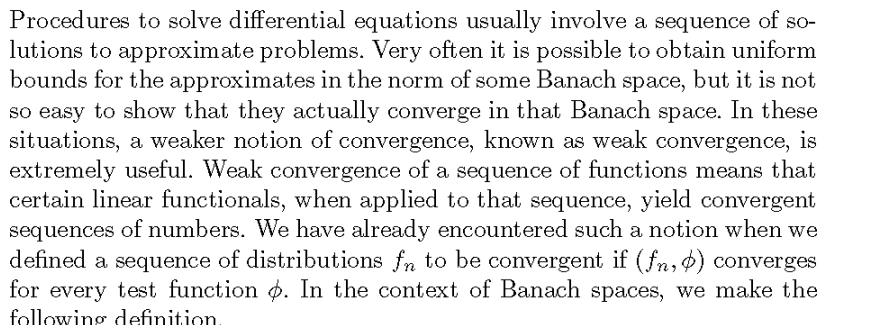 Procedures to solve differential equations usually involve a sequence of so-
lutions to approximate problems. Very often it is possible to obtain uniform
bounds for the approximates in the norm of some Banach space, but it is not
so easy to show that they actually converge in that Banach space. In these
situations, a weaker notion of convergence, known as weak convergence, is
extremely useful. Weak convergence of a sequence of functions means that
certain linear functionals, when applied to that sequence, yield convergent
sequences of numbers. We have already encountered such a notion when we
defined a sequence of distributions fₙ to be convergent if (fₙ, ϕ) converges
for every test function ϕ. In the context of Banach spaces, we make the
following definition.